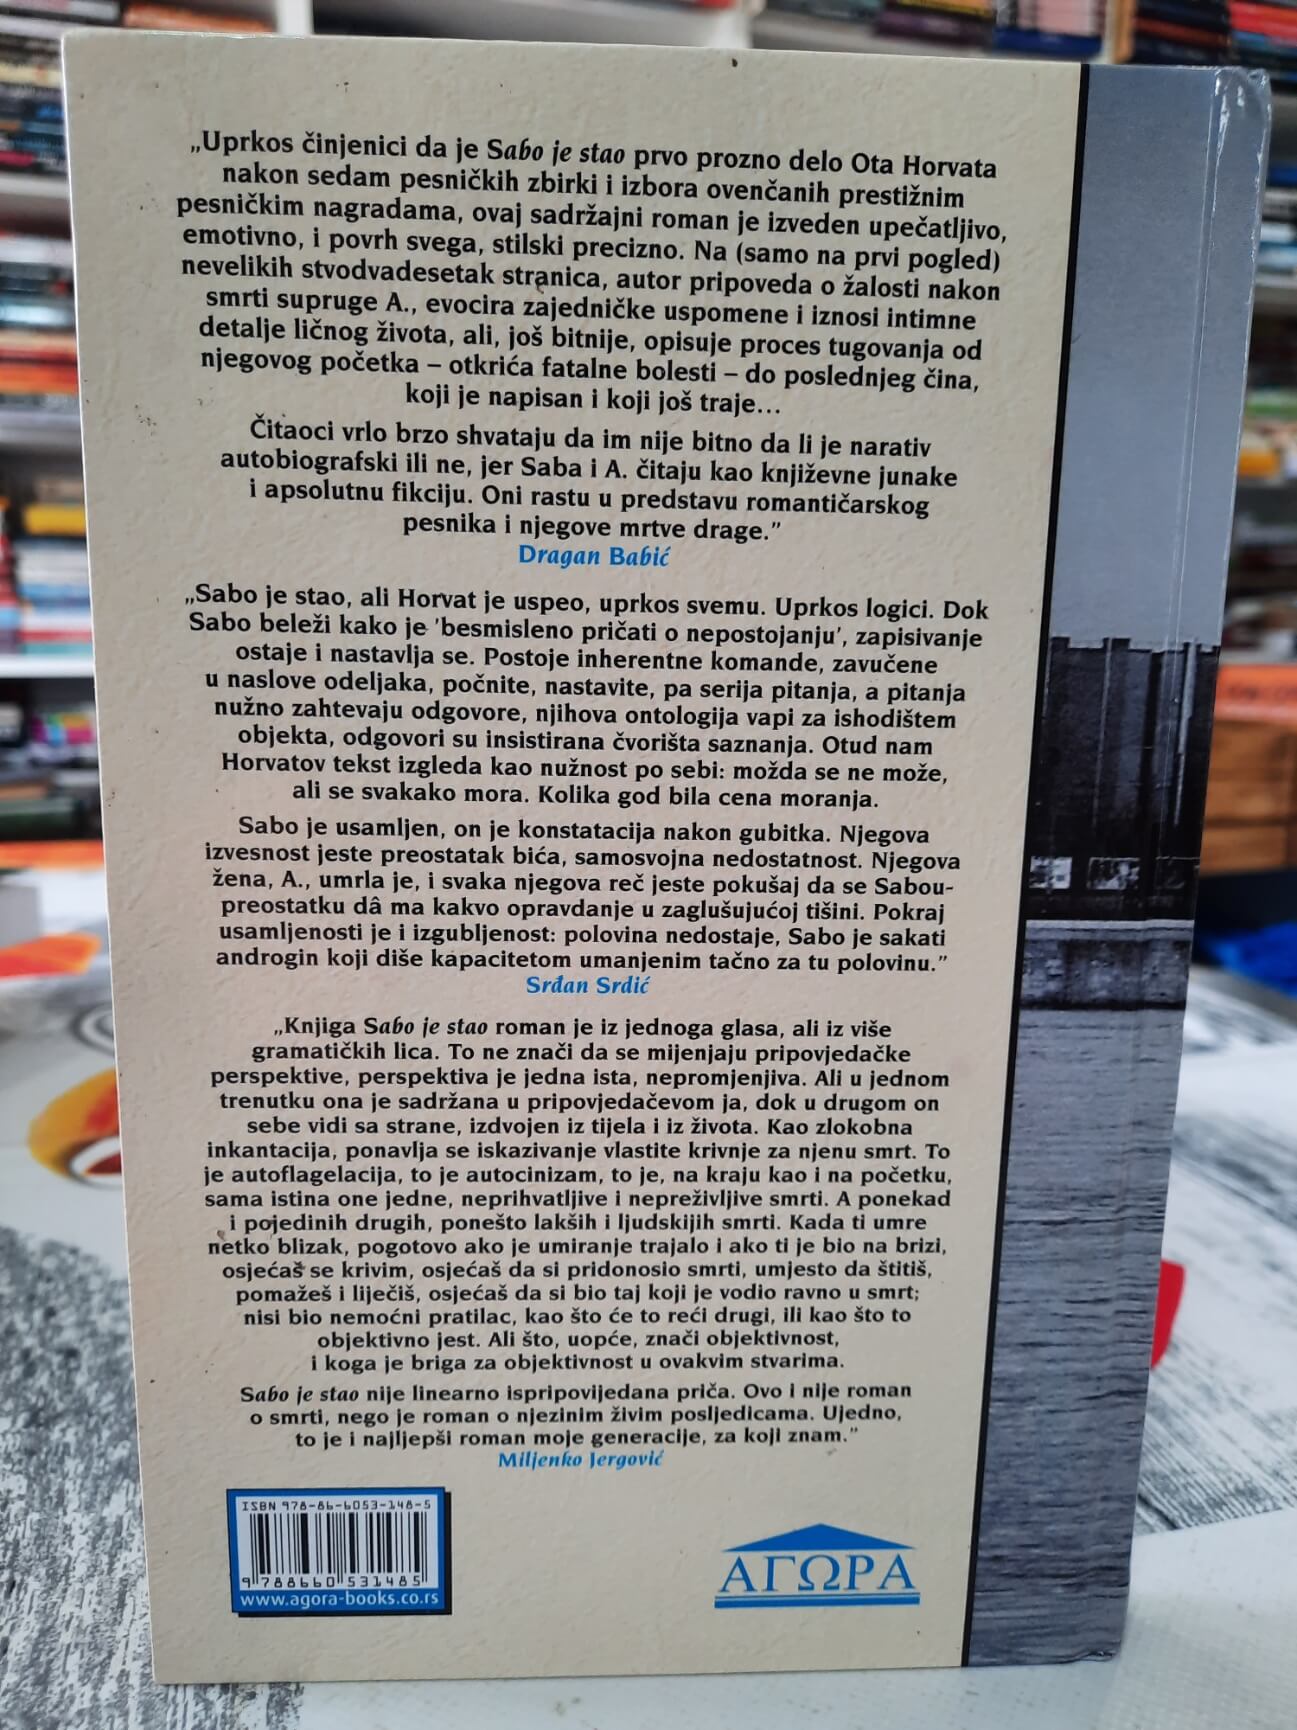 „Uprkos činjenici da je Sabo je stao prvo prozno delo Ota Horvata
nakon sedam pesničkih zbirki i izbora ovenčanih prestižnim
pesničkim nagradama, ovaj sadržajni roman je izveden upečatljivo,
emotivno, i povrh svega, stilski precizno. Na (samo na prvi pogled)
nevelikih stvodvadesetak stranica, autor pripoveda o žalosti nakon
smrti supruge A., evocira zajedničke uspomene i iznosi intimne
detalje ličnog života, ali, još bitnije, opisuje proces tugovanja od
njegovog početka – otkrića fatalne bolesti – do poslednjeg čina,
koji je napisan i koji još traje...
Čitaoci vrlo brzo shvataju da im nije bitno da li je narativ
autobiografski ili ne, jer Saba i A. čitaju kao književne junake
i apsolutnu fikciju. Oni rastu u predstavu romantičarskog
pesnika i njegove mrtve drage.”
Dragan Babić
„Sabo je stao, ali Horvat je uspeo, uprkos svemu. Uprkos logici. Dok
Sabo beleži kako je ’besmisleno pričati o nepostojanju’, zapisivanje
ostaje i nastavlja se. Postoje inherentne komande, zavučene
u naslove odeljaka, počnite, nastavite, pa serija pitanja, a pitanja
nužno zahtevaju odgovore, njihova ontologija vapi za ishodištem
objekta, odgovori su insistirana čvorišta saznanja. Otud nam
Horvatov tekst izgleda kao nužnost po sebi: možda se ne može,
ali se svakako mora. Kolika god bila cena moranja.
Sabo je usamljen, on je konstatacija nakon gubitka. Njegova
izvesnost jeste preostatak bića, samosvojna nedostatnost. Njegova
žena, A., umrla je, i svaka njegova reč jeste pokušaj da se Sabou-
preostatku dâ ma kakvo opravdanje u zaglušujućoj tišini. Pokraj
usamljenosti je i izgubljenost: polovina nedostaje, Sabo je sakati
androgin koji diše kapacitetom umanjenim tačno za tu polovinu.”
Srđan Srdić
„Knjiga Sabo je stao roman je iz jednoga glasa, ali iz više
gramatičkih lica. To ne znači da se mijenjaju pripovjedačke
perspektive, perspektiva je jedna ista, nepromjenjiva. Ali u jednom
trenutku ona je sadržana u pripovjedačevom ja, dok u drugom on
sebe vidi sa strane, izdvojen iz tijela i iz života. Kao zlokobna
inkantacija, ponavlja se iskazivanje vlastite krivnje za njenu smrt. To
je autoflagelacija, to je autocinizam, to je, na kraju kao i na početku,
sama istina one jedne, neprihvatljive i nepreživljive smrti. A ponekad
i pojedinih drugih, ponešto lakših i ljudskijih smrti. Kada ti umre
netko blizak, pogotovo ako je umiranje trajalo i ako ti je bio na brizi,
osjećaš se krivim, osjećaš da si pridonosio smrti, umjesto da štitiš,
pomažeš i liječiš, osjećaš da si bio taj koji je vodio ravno u smrt;
nisi bio nemoćni pratilac, kao što će to reći drugi, ili kao što to
objektivno jest. Ali što, uopće, znači objektivnost,
i koga je briga za objektivnost u ovakvim stvarima.
Sabo je stao nije linearno ispripovijedana priča. Ovo i nije roman
o smrti, nego je roman o njezinim živim posljedicama. Ujedno,
to je i najljepši roman moje generacije, za koji znam.”
Miljenko Jergović
ISBN 978-86-6053-148-5
9 788660 531485
www.agora-books.co.rs
ΑΓΩΡΑ